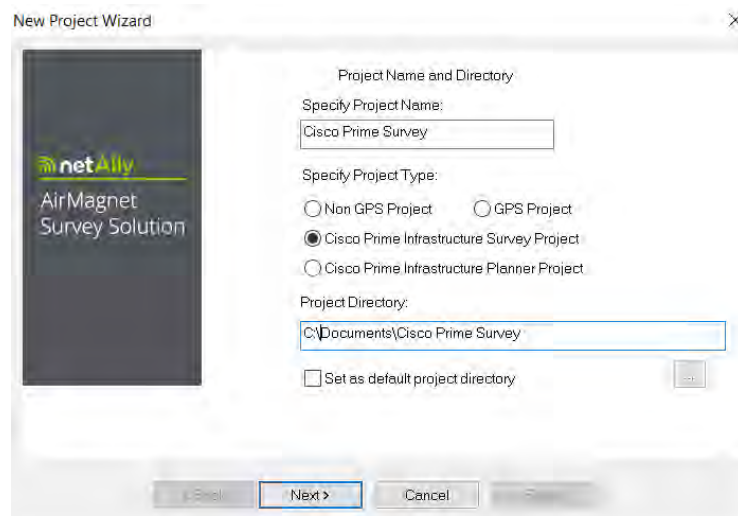 New Project Wizard
netAlly
AirMagnet
Survey Solution
Project Name and Directory
Specify Project Name:
Cisco Prime Survey
Specify Project Type:
Non GPS Project
GPS Project
Cisco Prime Infrastructure Survey Project
Cisco Prime Infrastructure Planner Project
Project Directory:
C:\Documents\Cisco Prime Survey
Set as default project directory
...
Next >
Cancel